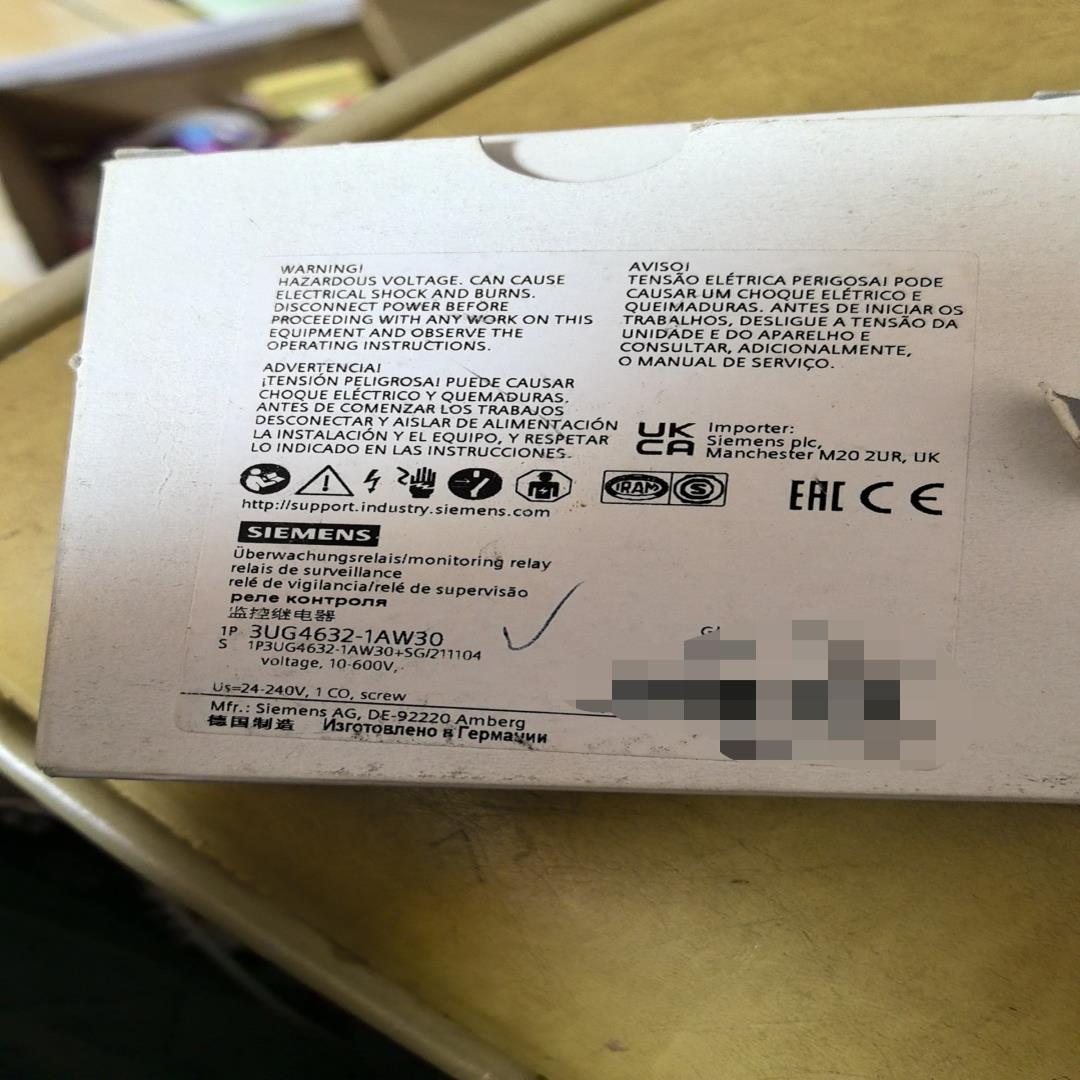 WARNING!
HAZARDOUS VOLTAGE. CAN CAUSE
ELECTRICAL SHOCK AND BURNS.
DISCONNECT POWER BEFORE
PROCEEDING WITH ANY WORK ON THIS
EQUIPMENT AND OBSERVE THE
OPERATING INSTRUCTIONS.
ADVERTENCIA!
¡TENSIÓN PELIGROSA! PUEDE CAUSAR
CHOQUE ELÉCTRICO Y QUEMADURAS.
ANTES DE COMENZAR LOS TRABAJOS
DESCONECTAR Y AISLAR DE ALIMENTACIÓN
LA INSTALACIÓN Y EL EQUIPO, Y RESPETAR
LO INDICADO EN LAS INSTRUCCIONES.
AVISO!
TENSÃO ELÉTRICA PERIGOSA! PODE
CAUSAR UM CHOQUE ELÉTRICO E
QUEIMADURAS. ANTES DE INICIAR OS
TRABALHOS, DESLIGUE A TENSÃO DA
UNIDADE E DO APARELHO E
CONSULTAR, ADICIONALMENTE,
O MANUAL DE SERVIÇO.
UK
CA
Importer:
Siemens plc,
Manchester M20 2UR, UK
IRAM S
EAC CE
http://support.industry.siemens.com
SIEMENS
Überwachungsrelais/monitoring relay
relais de surveillance
relé de vigilancia/relé de supervisão
реле контроля
监控继电器
1P 3UG4632-1AW30
S 1P3UG4632-1AW30+SG/211104
voltage, 10-600V,
Us=24-240V, 1 CO, screw
Mfr.: Siemens AG, DE-92220 Amberg
德国制造 Изготовлено в Германии